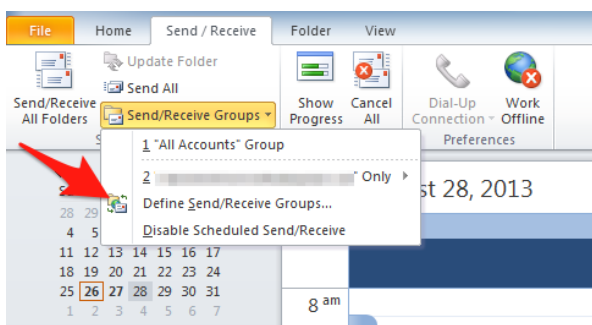 File Home Send / Receive Folder View
Update Folder
Send All
Send/Receive All Folders
Send/Receive Groups
Show Progress
Cancel All
Dial-Up Connection
Work Offline
Preferences
1 "All Accounts" Group
2 " Only
Define Send/Receive Groups...
Disable Scheduled Send/Receive
st 28, 2013
28 29
4 5
11 12 13 14 15 16 17
18 19 20 21 22 23 24
25 26 27 28 29 30 31
1 2 3 4 5 6 7
8 am